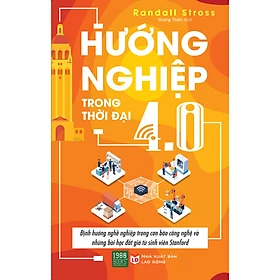 Randall Stross
Hoàng Thiện dịch
HƯỚNG
NGHIỆP
TRONG
THỜI ĐẠI
4.0
Định hướng nghề nghiệp trong cơn bão công nghệ và
những bài học đắt giá từ sinh viên Stanford
1980
BOOKS
NHÀ XUẤT BẢN
LAO ĐỘNG